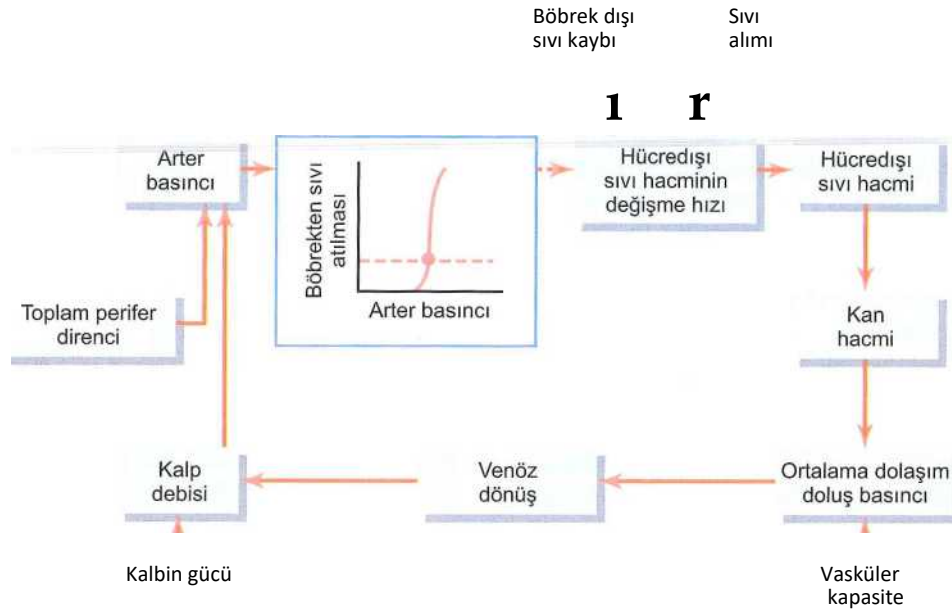 Böbrek dışı
sıvı kaybı
Sıvı
alımı
ı r
Arter
basıncı
Böbrekten sıvı
atılması
Arter basıncı
Hücredışı
sıvı hacminin
değişme hızı
Hücredışı
sıvı hacmi
Toplam perifer
direnci
Kan
hacmi
Kalp
debisi
Venöz
dönüş
Ortalama dolaşım
doluş basıncı
Kalbin gücü
Vasküler
kapasite